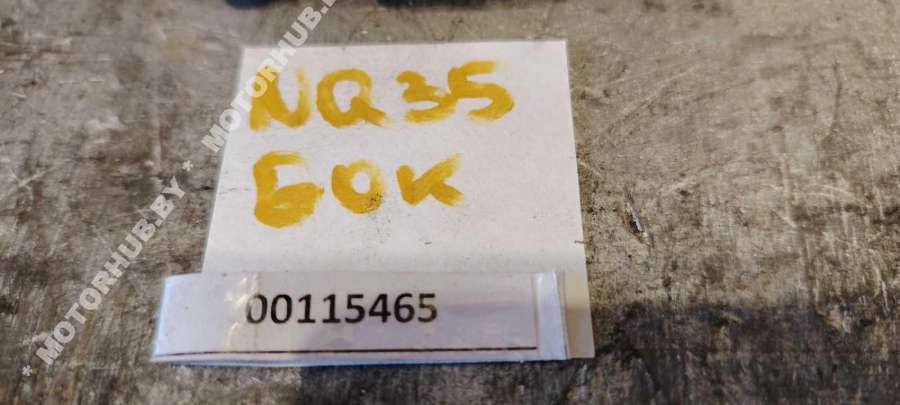 NQ35
БОК
00115465
* MOTORHUB.BY * MOTORHUB.BY